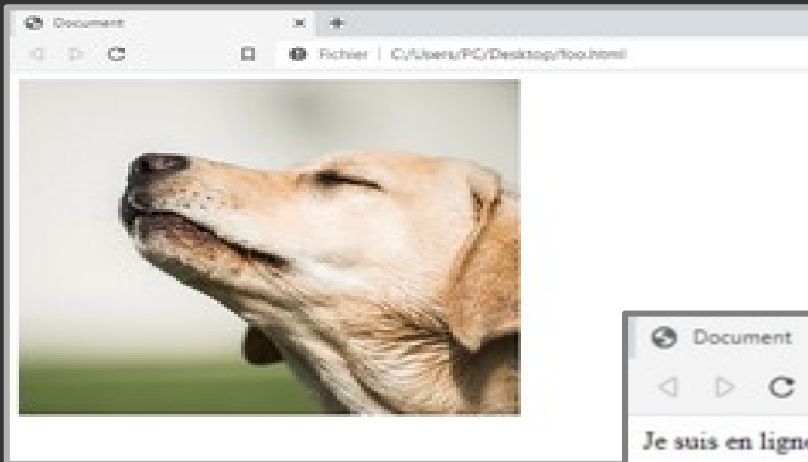 Document
Fichier | C:/Users/PC/Desktop/foo.html
Document
Je suis en ligne